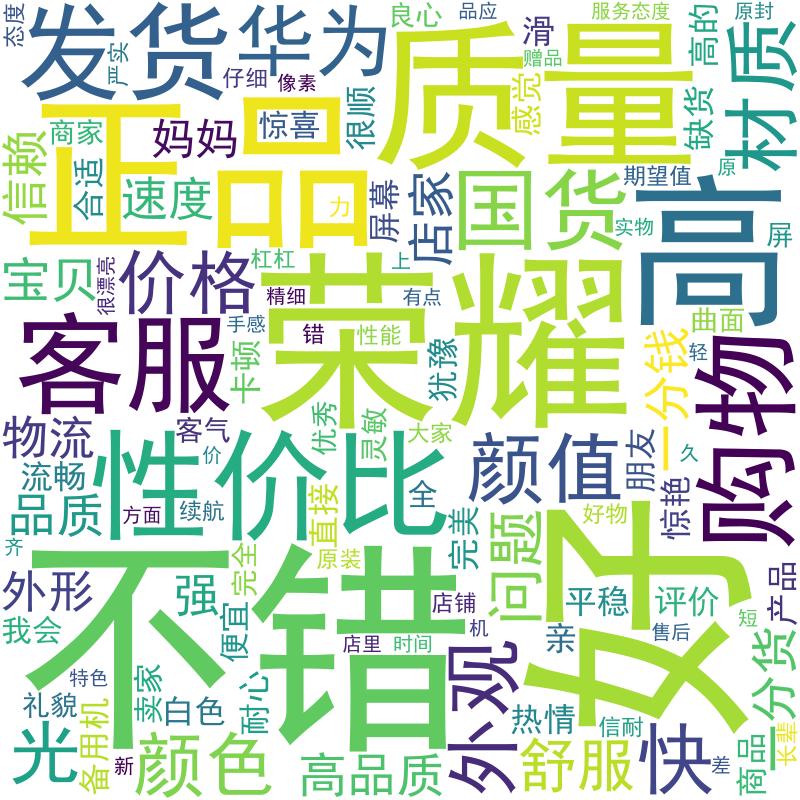 态度
发货
华为
良心
品应
滑
服务态度
高的
原封
严实
仔细
像素
赠品
质量
材质
正品
妈妈
惊喜
很顺
感觉
缺货
信赖
商家
合适
速度
力
屏幕
店家
国货
期望值
原
高
实物
屏
宝贝
很漂亮
价格
杠杠
精细
上
有点
荣耀
曲面
客服
手感
错
性能
卡顿
犹豫
一分钱
轻
购物
物流
客气
优秀
灵敏
大家
颜值
朋友
久
流畅
性价比
价
品质
方面
续航
直接
全
完美
问题
好物
惊艳
齐
不错
完全
原装
好
外形
强
便宜
店铺
平稳
评价
产品
我会
店里
时间
机
亲
售后
短
特色
外观
一分货
礼貌
卖家
白色
耐心
热情
信耐
光
备用机
新
颜色
高品质
舒服
快
差
商品
长辈